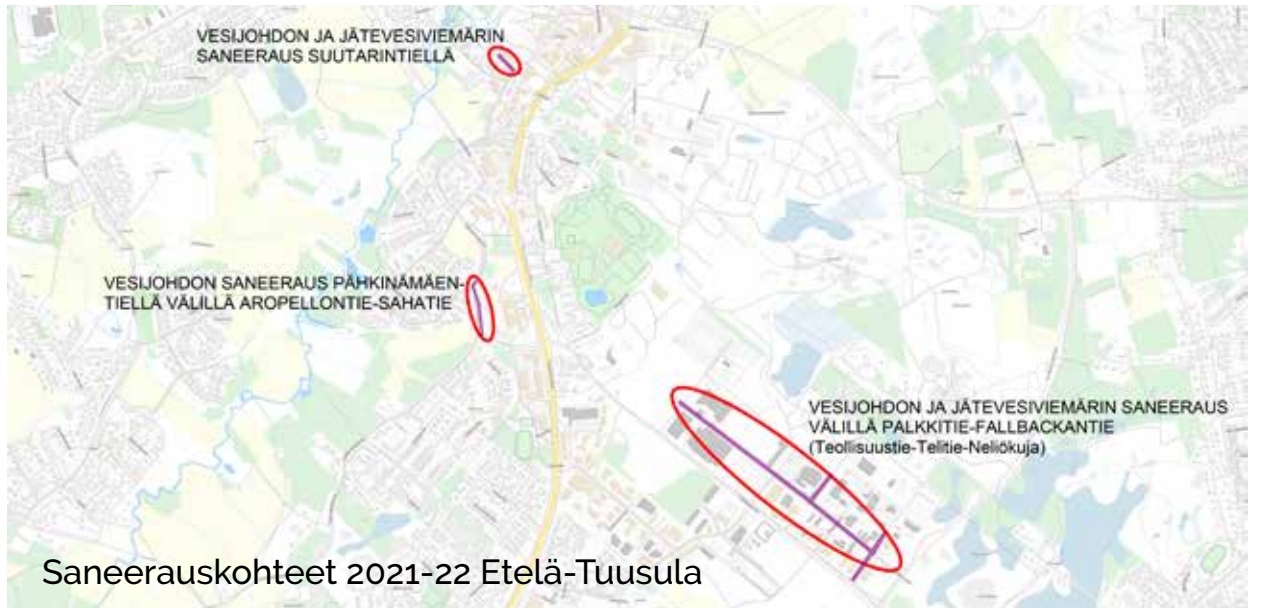 VESIJOHDON JA JÄTEVESIVIEMÄRIN
SANEERAUS SUUTARINTIELLÄ
VESIJOHDON SANEERAUS PÄHKINÄMÄEN-
TIELLÄ VÄLILLÄ AROPELLONTIE-SAHATIE
VESIJOHDON JA JÄTEVESIVIEMÄRIN SANEERAUS
VÄLILLÄ PALKKITIE-FALLBACKANTIE
(Teollisuustie-Telitie-Neliökuja)
Saneerauskohteet 2021-22 Etelä-Tuusula